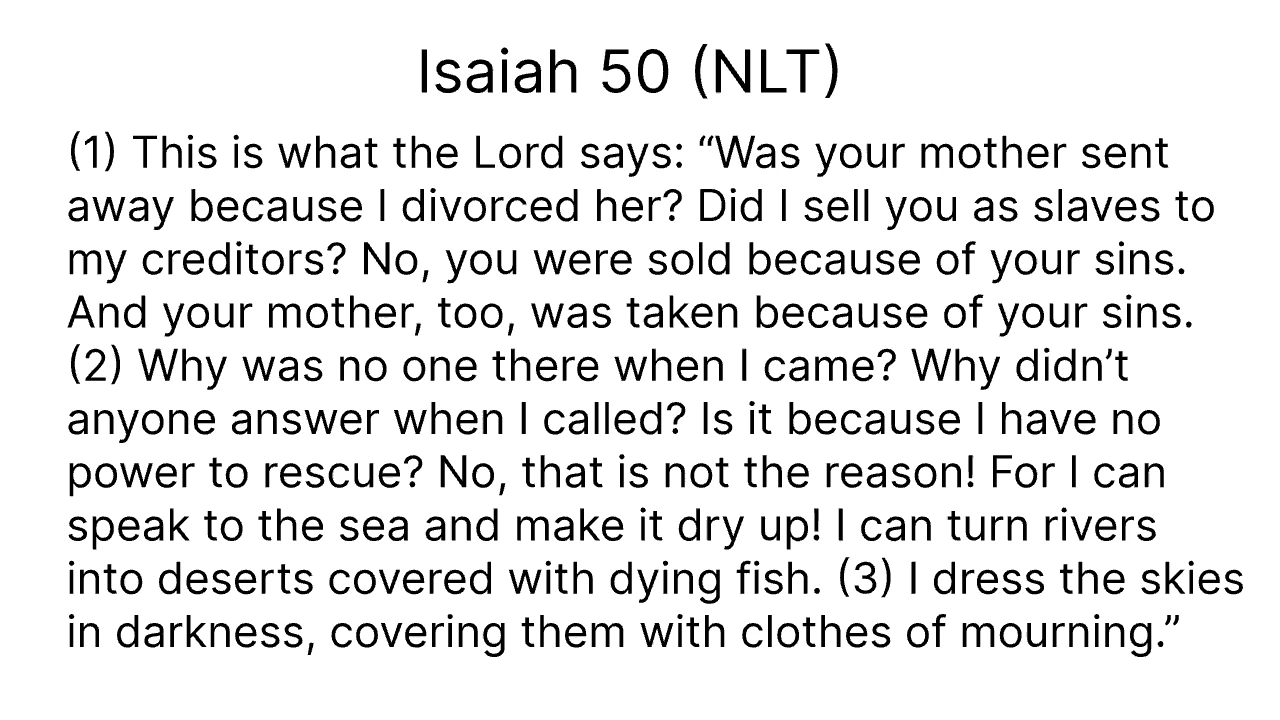 Isaiah 50 (NLT)
(1) This is what the Lord says: “Was your mother sent
away because I divorced her? Did I sell you as slaves to
my creditors? No, you were sold because of your sins.
And your mother, too, was taken because of your sins.
(2) Why was no one there when I came? Why didn’t
anyone answer when I called? Is it because I have no
power to rescue? No, that is not the reason! For I can
speak to the sea and make it dry up! I can turn rivers
into deserts covered with dying fish. (3) I dress the skies
in darkness, covering them with clothes of mourning.”